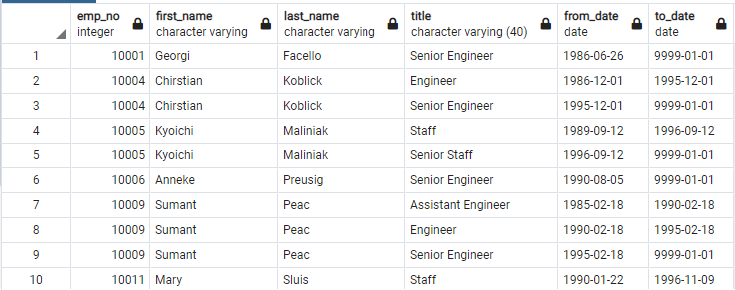 emp_no first_name last_name title from_date to_date
integer character varying character varying character varying (40) date date
1 10001 Georgi Facello Senior Engineer 1986-06-26 9999-01-01
2 10004 Chirstian Koblick Engineer 1986-12-01 1995-12-01
3 10004 Chirstian Koblick Senior Engineer 1995-12-01 9999-01-01
4 10005 Kyoichi Maliniak Staff 1989-09-12 1996-09-12
5 10005 Kyoichi Maliniak Senior Staff 1996-09-12 9999-01-01
6 10006 Anneke Preusig Senior Engineer 1990-08-05 9999-01-01
7 10009 Sumant Peac Assistant Engineer 1985-02-18 1990-02-18
8 10009 Sumant Peac Engineer 1990-02-18 1995-02-18
9 10009 Sumant Peac Senior Engineer 1995-02-18 9999-01-01
10 10011 Mary Sluis Staff 1990-01-22 1996-11-09